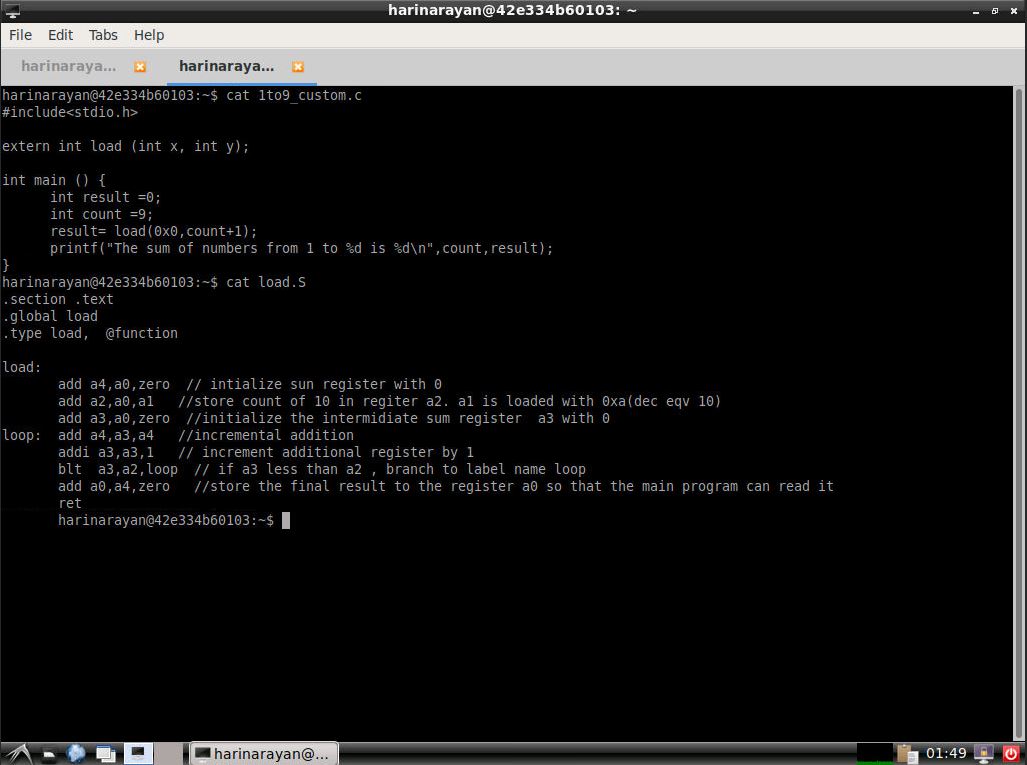 harinarayan@42e334b60103: ~
File Edit Tabs Help
harinaraya... harinaraya...
harinarayan@42e334b60103:~$ cat 1to9_custom.c
#include<stdio.h>
extern int load (int x, int y);
int main () {
int result =0;
int count =9;
result= load(0x0,count+1);
printf("The sum of numbers from 1 to %d is %d\n",count,result);
}
harinarayan@42e334b60103:~$ cat load.S
.section .text
.global load
.type load, @function
load:
add a4,a0,zero // intialize sun register with 0
add a2,a0,a1 //store count of 10 in regiter a2. a1 is loaded with 0xa(dec eqv 10)
add a3,a0,zero //initialize the intermidiate sum register a3 with 0
loop: add a4,a3,a4 //incremental addition
addi a3,a3,1 // increment additional register by 1
blt a3,a2,loop // if a3 less than a2 , branch to label name loop
add a0,a4,zero //store the final result to the register a0 so that the main program can read it
ret
harinarayan@42e334b60103:~$
harinarayan@... 01:49